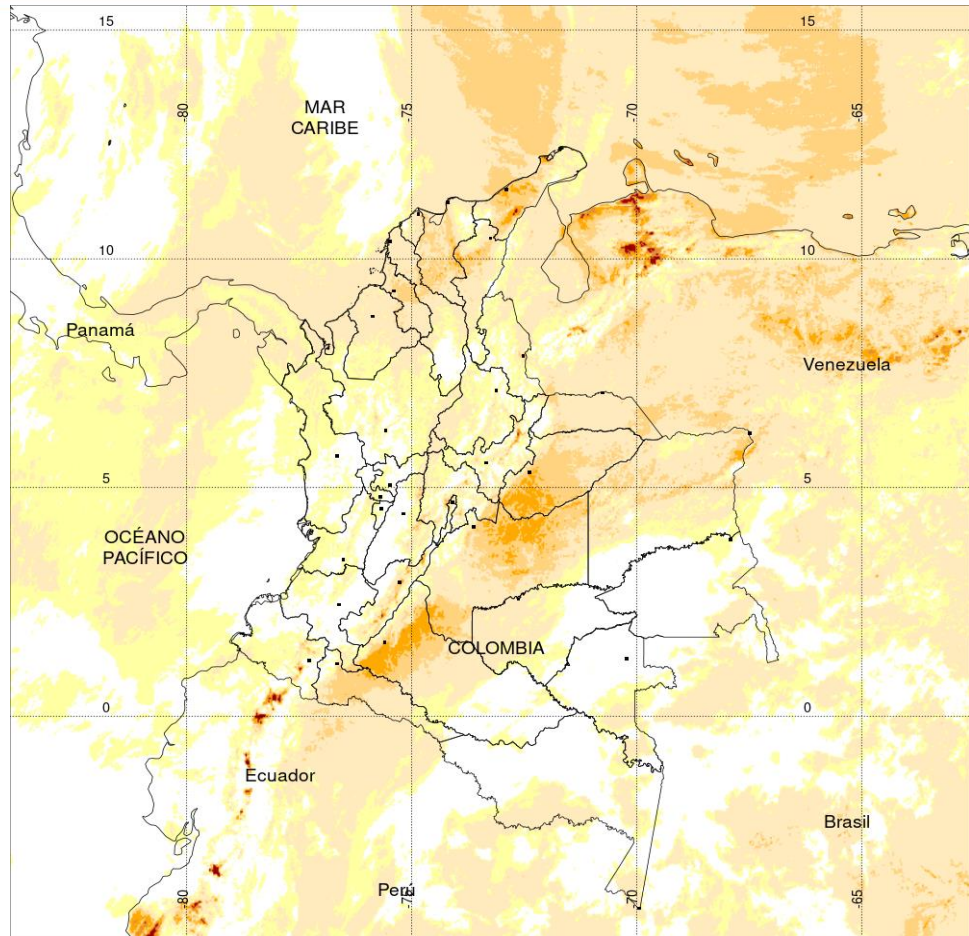 15
15
-80
-75
-70
-65
MAR
CARIBE
10
10
Panamá
Venezuela
5
5
OCÉANO
PACÍFICO
COLOMBIA
0
0
Ecuador
Brasil
Perú
-80
-75
-70
-65